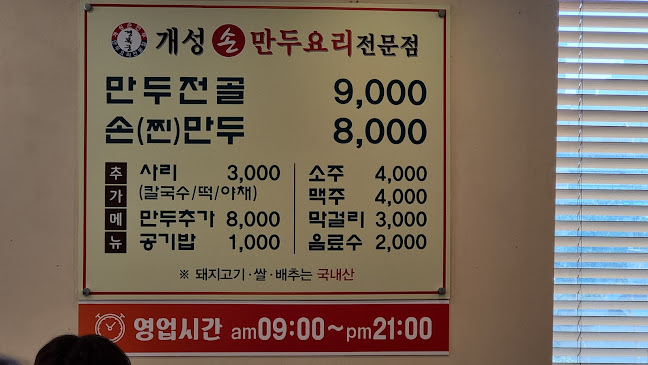 개성 손 만두요리 전문점
만두전골 9,000
손(찐)만두 8,000
추가메뉴
사리 3,000
(칼국수/떡/야채)
만두추가 8,000
공기밥 1,000
소주 4,000
맥주 4,000
막걸리 3,000
음료수 2,000
※ 돼지고기·쌀·배추는 국내산
영업시간 am09:00~pm21:00